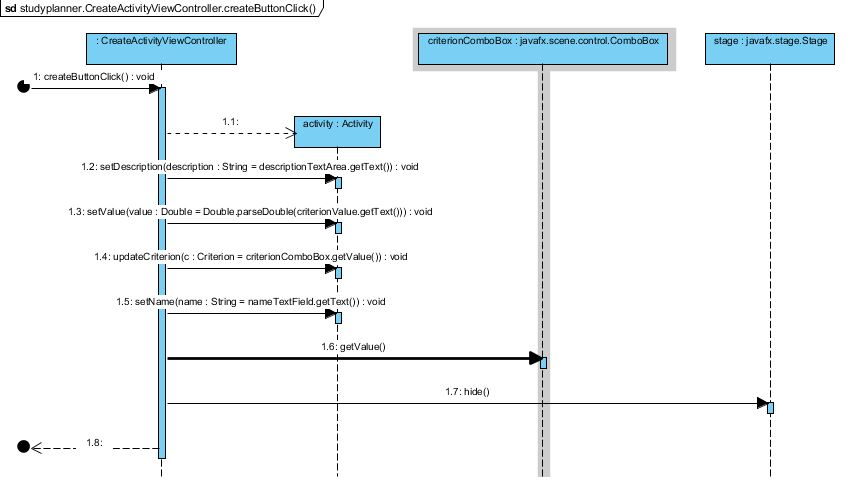 sd studyplanner.CreateActivityViewController.createButtonClick()
: CreateActivityViewController
criterionComboBox : javafx.scene.control.ComboBox
stage : javafx.stage.Stage
1: createButtonClick() : void
1.1:
activity : Activity
1.2: setDescription(description : String = descriptionTextArea.getText()) : void
1.3: setValue(value : Double = Double.parseDouble(criterionValue.getText())) : void
1.4: updateCriterion(c : Criterion = criterionComboBox.getValue()) : void
1.5: setName(name : String = nameTextField.getText()) : void
1.6: getValue()
1.7: hide()
1.8: